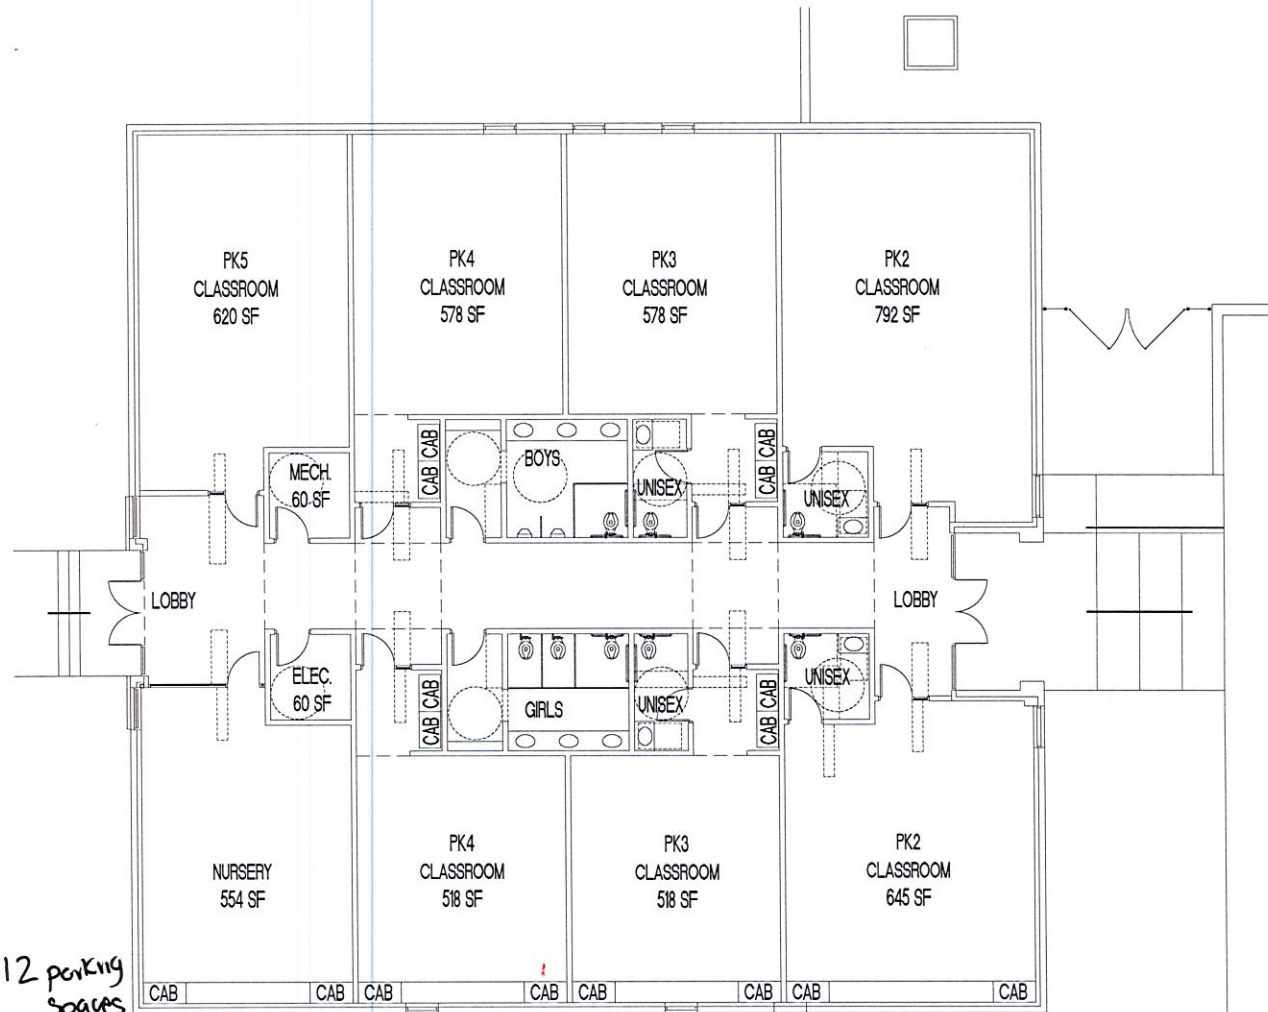 PK5
CLASSROOM
620 SF
PK4
CLASSROOM
578 SF
PK3
CLASSROOM
578 SF
PK2
CLASSROOM
792 SF
CAB
CAB
BOYS
CAB
CAB
MECH.
60 SF
UNISEX
UNISEX
LOBBY
LOBBY
ELEC.
60 SF
CAB
CAB
GIRLS
UNISEX
CAB
CAB
UNISEX
NURSERY
554 SF
PK4
CLASSROOM
518 SF
PK3
CLASSROOM
518 SF
PK2
CLASSROOM
645 SF
12 parking
spaces
CAB
CAB
CAB
CAB
CAB
CAB
CAB
CAB